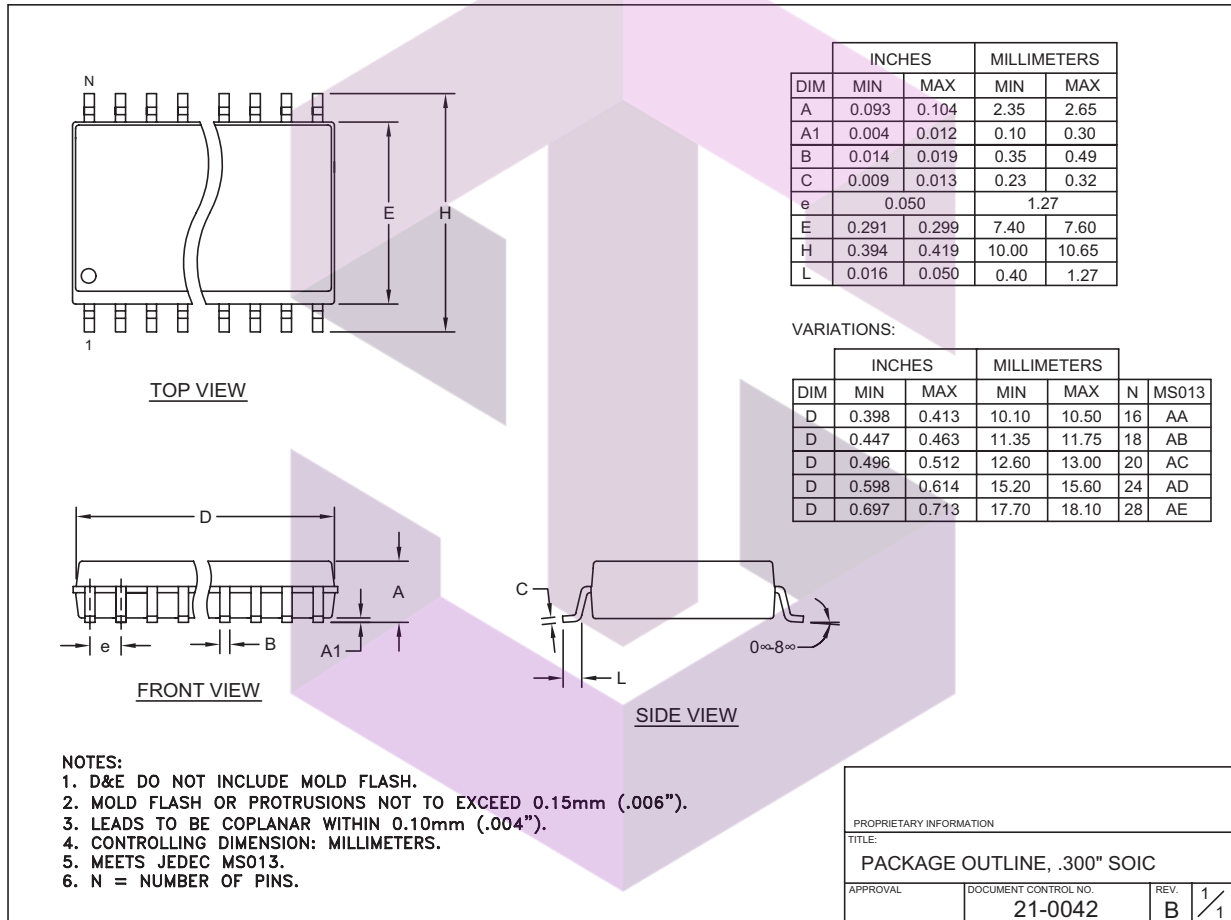 N
E
H
1
TOP VIEW
INCHES MILLIMETERS
DIM MIN MAX MIN MAX
A 0.093 0.104 2.35 2.65
A1 0.004 0.012 0.10 0.30
B 0.014 0.019 0.35 0.49
C 0.009 0.013 0.23 0.32
e 0.050 1.27
E 0.291 0.299 7.40 7.60
H 0.394 0.419 10.00 10.65
L 0.016 0.050 0.40 1.27
VARIATIONS:
INCHES MILLIMETERS
DIM MIN MAX MIN MAX N MS013
D 0.398 0.413 10.10 10.50 16 AA
D 0.447 0.463 11.35 11.75 18 AB
D 0.496 0.512 12.60 13.00 20 AC
D 0.598 0.614 15.20 15.60 24 AD
D 0.697 0.713 17.70 18.10 28 AE
D
A
e
B
A1
FRONT VIEW
C
L
0∞-8∞
SIDE VIEW
NOTES:
1. D&E DO NOT INCLUDE MOLD FLASH.
2. MOLD FLASH OR PROTRUSIONS NOT TO EXCEED 0.15mm (.006").
3. LEADS TO BE COPLANAR WITHIN 0.10mm (.004").
4. CONTROLLING DIMENSION: MILLIMETERS.
5. MEETS JEDEC MS013.
6. N = NUMBER OF PINS.
PROPRIETARY INFORMATION
TITLE:
PACKAGE OUTLINE, .300" SOIC
APPROVAL DOCUMENT CONTROL NO. REV.
21-0042 B 1/1